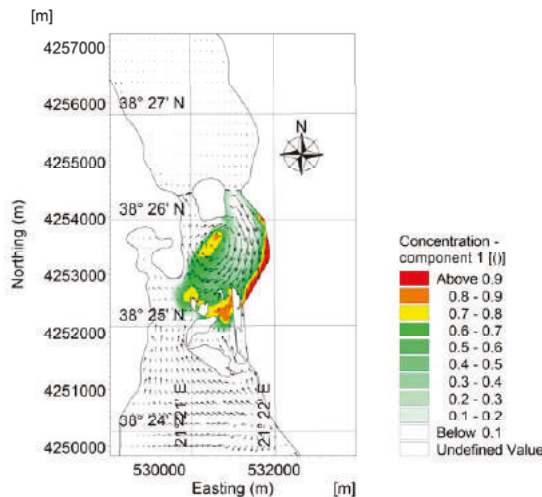 [m]
4257000
38° 27' N
4256000
N
4255000
38° 26' N
4254000
Northing (m)
4253000
38° 25' N
4252000
4251000
21° 21' E
21° 22' E
38° 24' N
4250000
530000
532000
[m]
Easting (m)
Concentration -
component 1 [()]
Above 0.9
0.8 - 0.9
0.7 - 0.8
0.6 - 0.7
0.5 - 0.6
0.4 - 0.5
0.3 - 0.4
0.2 - 0.3
0.1 - 0.2
Below 0.1
Undefined Value